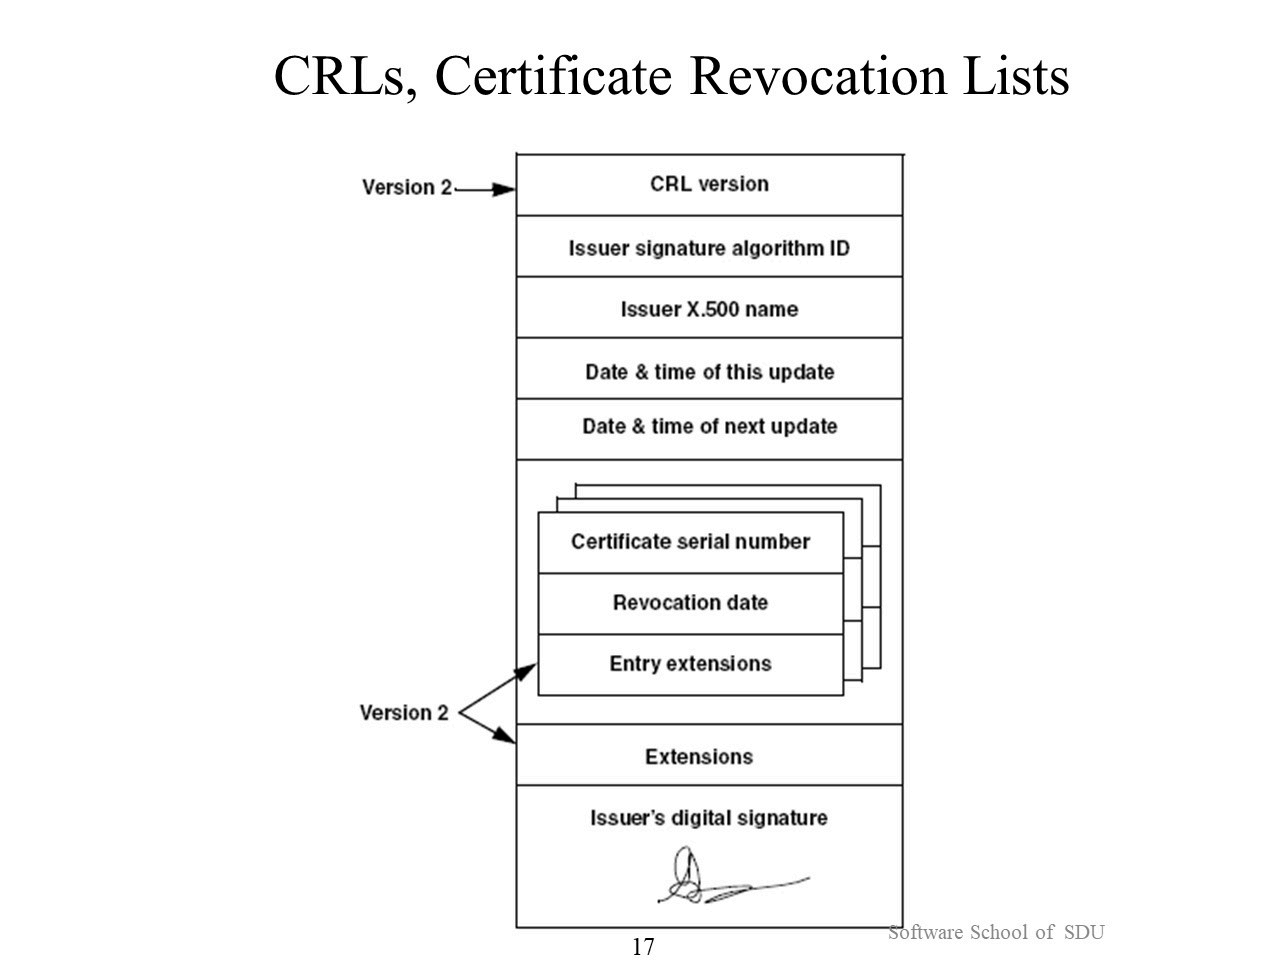 CRLs, Certificate Revocation Lists
Version 2
CRL version
Issuer signature algorithm ID
Issuer X.500 name
Date & time of this update
Date & time of next update
Certificate serial number
Revocation date
Entry extensions
Version 2
Extensions
Issuer's digital signature
Software School of SDU
17